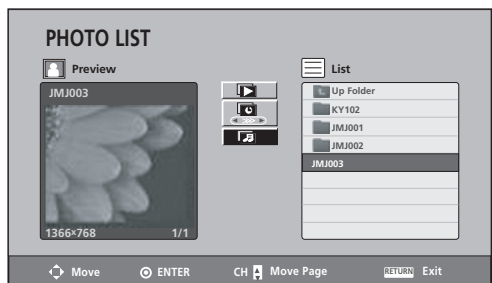 PHOTO LIST
Preview
List
JMJ003
1366×768 1/1
Up Folder
KY102
JMJ001
JMJ002
JMJ003
Move ENTER CH Move Page RETURN Exit